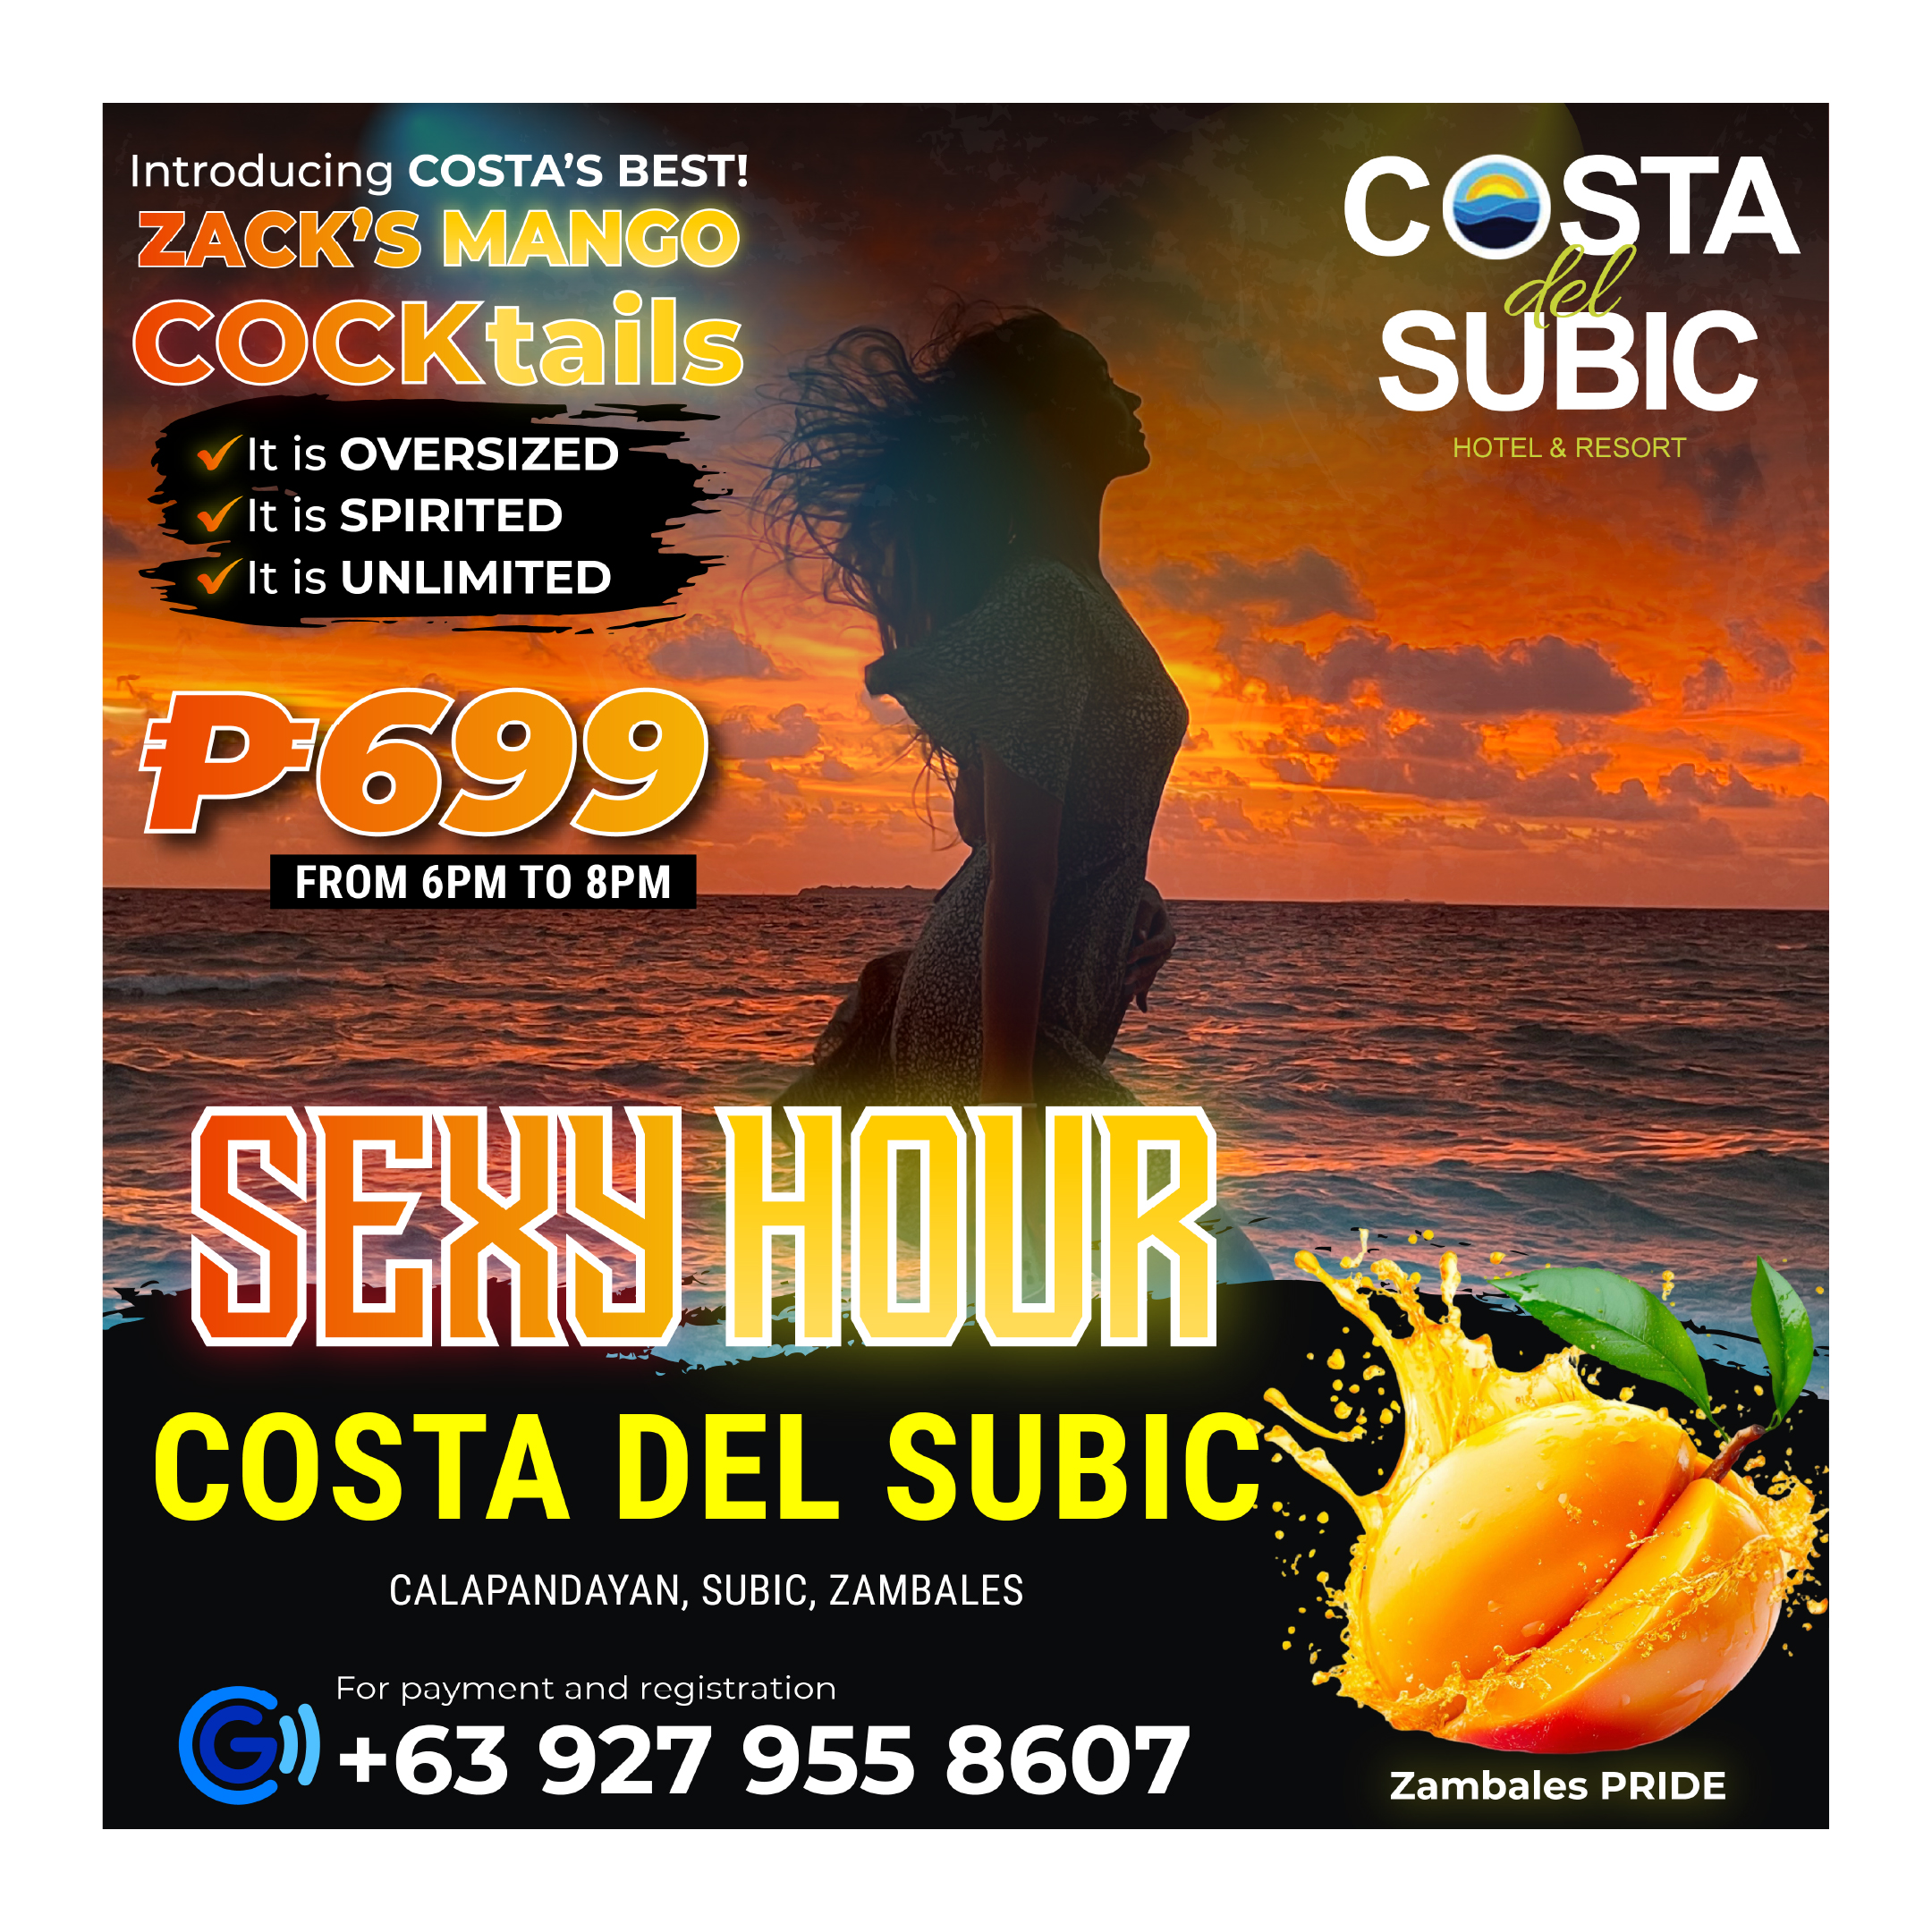 Introducing COSTA'S BEST!
ZACK'S MANGO
COCKtails
It is OVERSIZED
It is SPIRITED
It is UNLIMITED
₱699
FROM 6PM TO 8PM
COSTA
del
SUBIC
HOTEL & RESORT
SEXY HOUR
COSTA DEL SUBIC
CALAPANDAYAN, SUBIC, ZAMBALES
For payment and registration
G
+63 927 955 8607
Zambales PRIDE